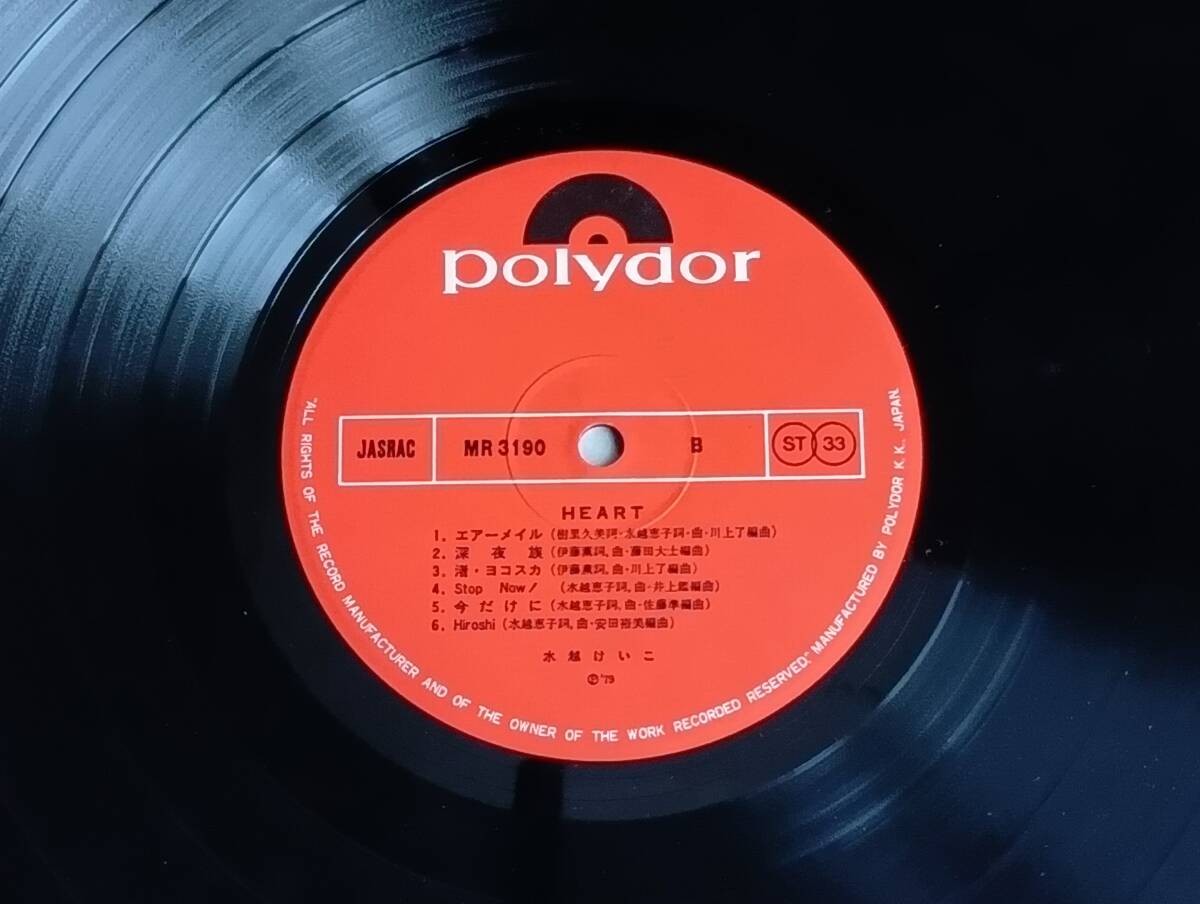 polydor
JASRAC MR 3190 B ST 33
HEART
1. エアーメイル (樹里久美詞・水越恵子詞・曲・川上了編曲)
2. 深夜族 (伊藤薫詞,曲・藤田大士編曲)
3. 渚・ヨコスカ (伊藤薫詞,曲・川上了編曲)
4. Stop Now! (水越恵子詞,曲・井上鑑編曲)
5. 今だけに (水越恵子詞,曲・佐藤準編曲)
6. Hiroshi (水越恵子詞,曲・安田裕美編曲)
水越けいこ
Ⓟ'79
"ALL RIGHTS OF THE RECORD MANUFACTURER AND OF THE OWNER OF THE WORK RECORDED RESERVED." MANUFACTURED BY POLYDOR K.K., JAPAN.